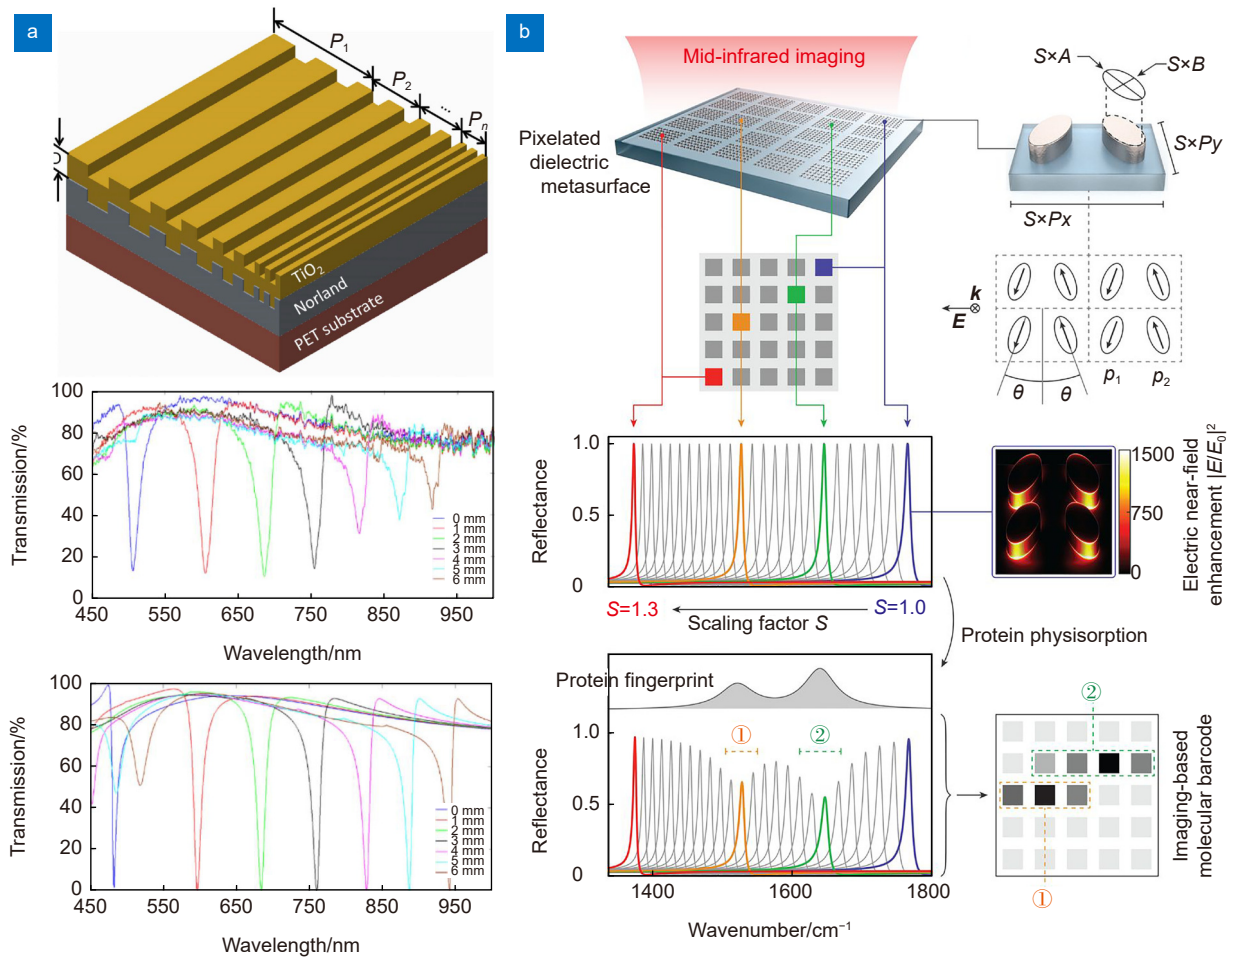 a
P1
P2
...
Pn
TiO2
Norland
PET substrate
100
80
60
40
20
0
Transmission/%
0 mm
1 mm
2 mm
3 mm
4 mm
5 mm
6 mm
450
550
650
750
850
950
Wavelength/nm
100
80
60
40
20
0
Transmission/%
0 mm
1 mm
2 mm
3 mm
4 mm
5 mm
6 mm
450
550
650
750
850
950
Wavelength/nm
b
Mid-infrared imaging
Pixelated
dielectric
metasurface
S×A
S×B
S×Py
S×Px
k
E
θ
θ
p1
p2
1.0
0.5
0
Reflectance
S=1.3
S=1.0
Scaling factor S
1500
750
0
Electric near-field
enhancement |E/E0|²
Protein physisorption
Protein fingerprint
1.0
0.5
0
Reflectance
①
②
1400
1600
1800
Wavenumber/cm⁻¹
②
①
Imaging-based
molecular barcode